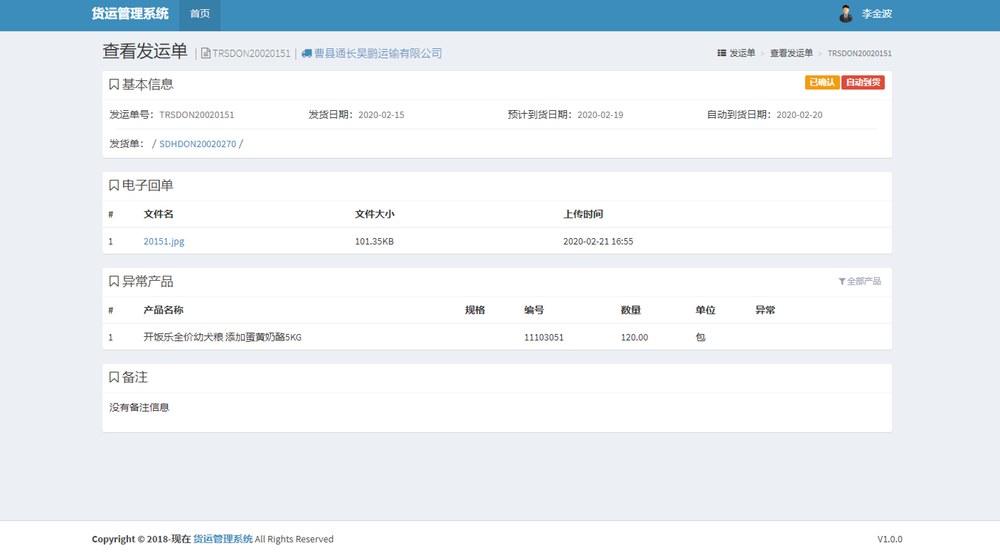 货运管理系统 首页 李金波
查看发运单 | TRSDON20020151 | 曹县通长昊鹏运输有限公司 发运单 > 查看发运单 > TRSDON20020151
基本信息 已确认 自动到货
发运单号: TRSDON20020151 发货日期: 2020-02-15 预计到货日期: 2020-02-19 自动到货日期: 2020-02-20
发货单: / SDHDON20020270 /
电子回单
# 文件名 文件大小 上传时间
1 20151.jpg 101.35KB 2020-02-21 16:55
异常产品 全部产品
# 产品名称 规格 编号 数量 单位 异常
1 开饭乐全价幼犬粮 添加蛋黄奶酪5KG 11103051 120.00 包
备注
没有备注信息
Copyright © 2018-现在 货运管理系统 All Rights Reserved V1.0.0